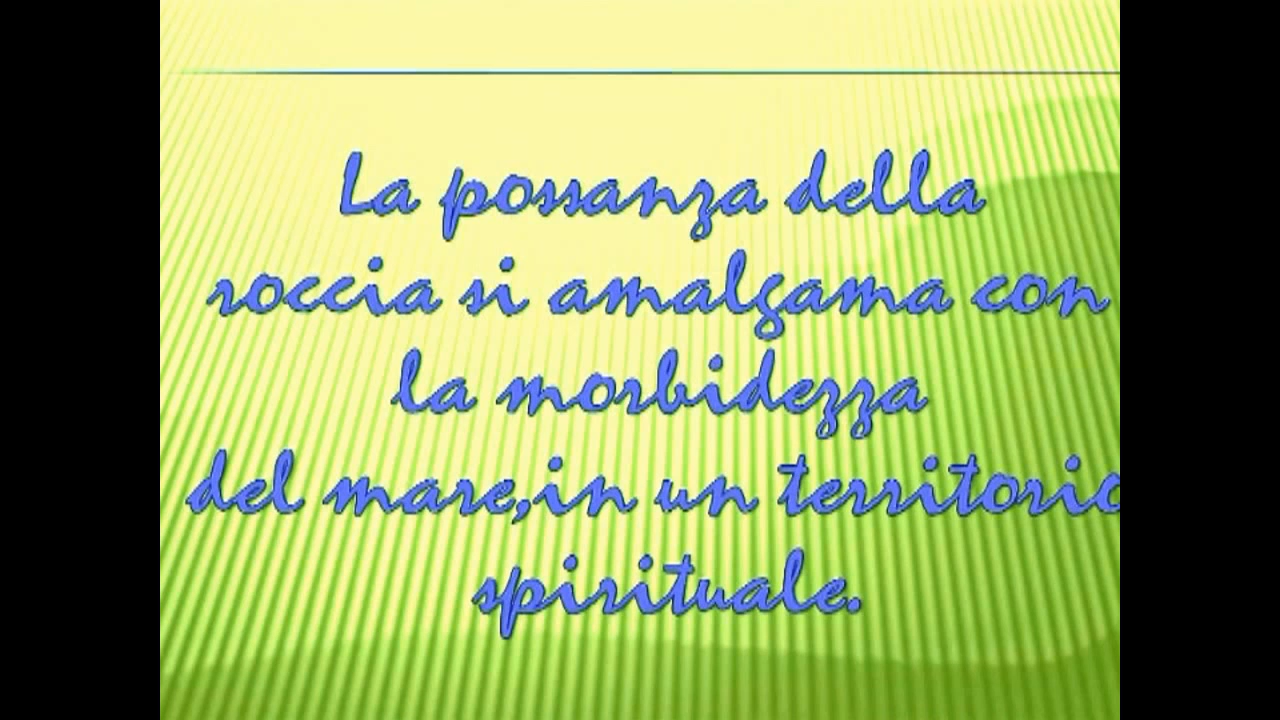 La possanza della
roccia si amalgama con
la morbidezza
del mare,in un territorio
spirituale.